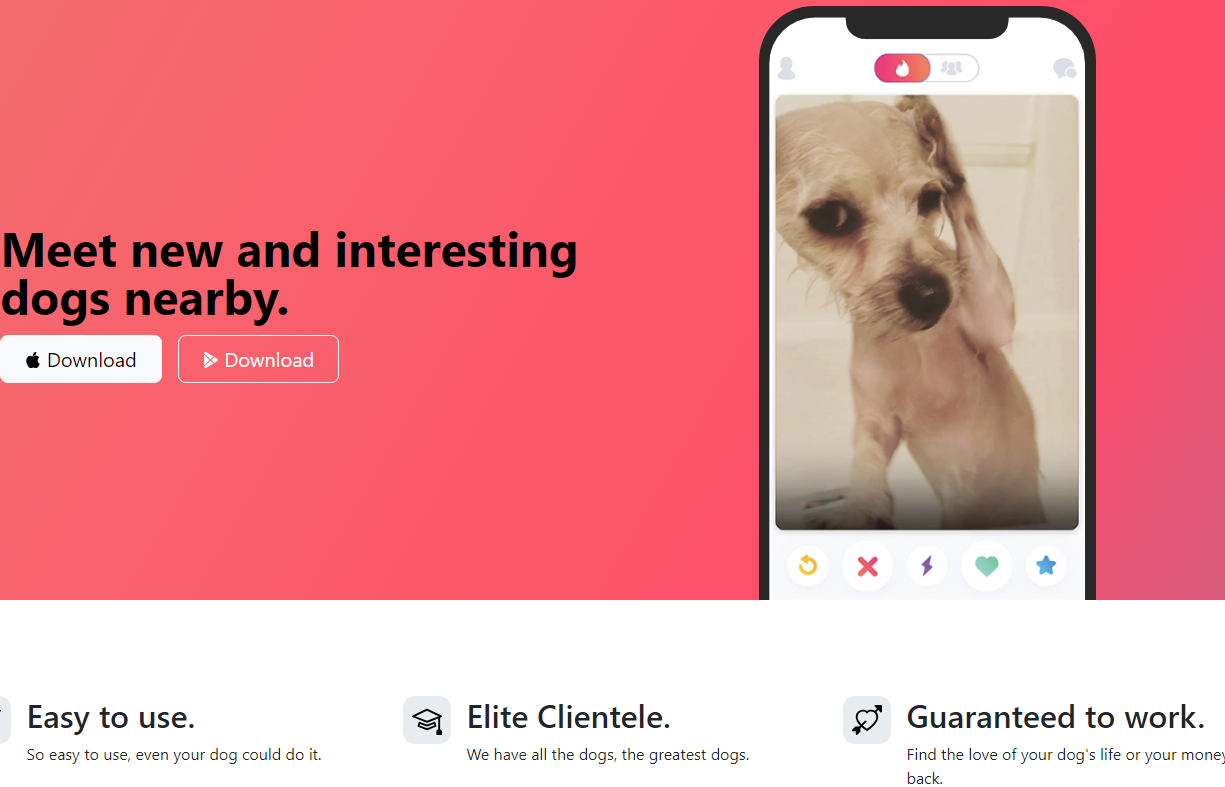 Meet new and interesting
dogs nearby.
Download
Download
Easy to use.
So easy to use, even your dog could do it.
Elite Clientele.
We have all the dogs, the greatest dogs.
Guaranteed to work.
Find the love of your dog's life or your money
back.